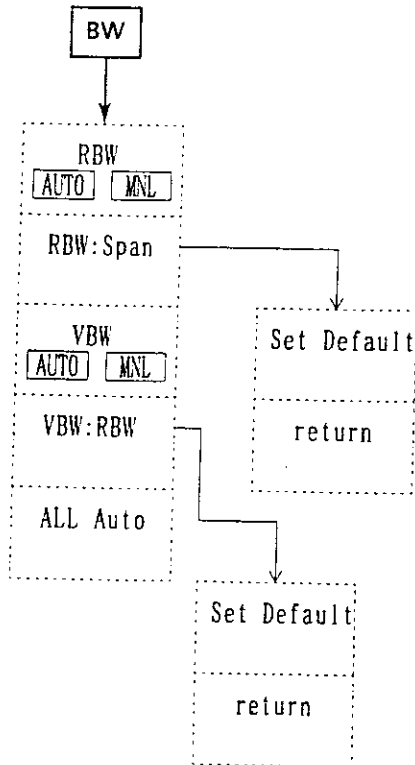 BW
RBW
AUTO MNL
RBW:Span
VBW
AUTO MNL
VBW:RBW
ALL Auto
Set Default
return
Set Default
return